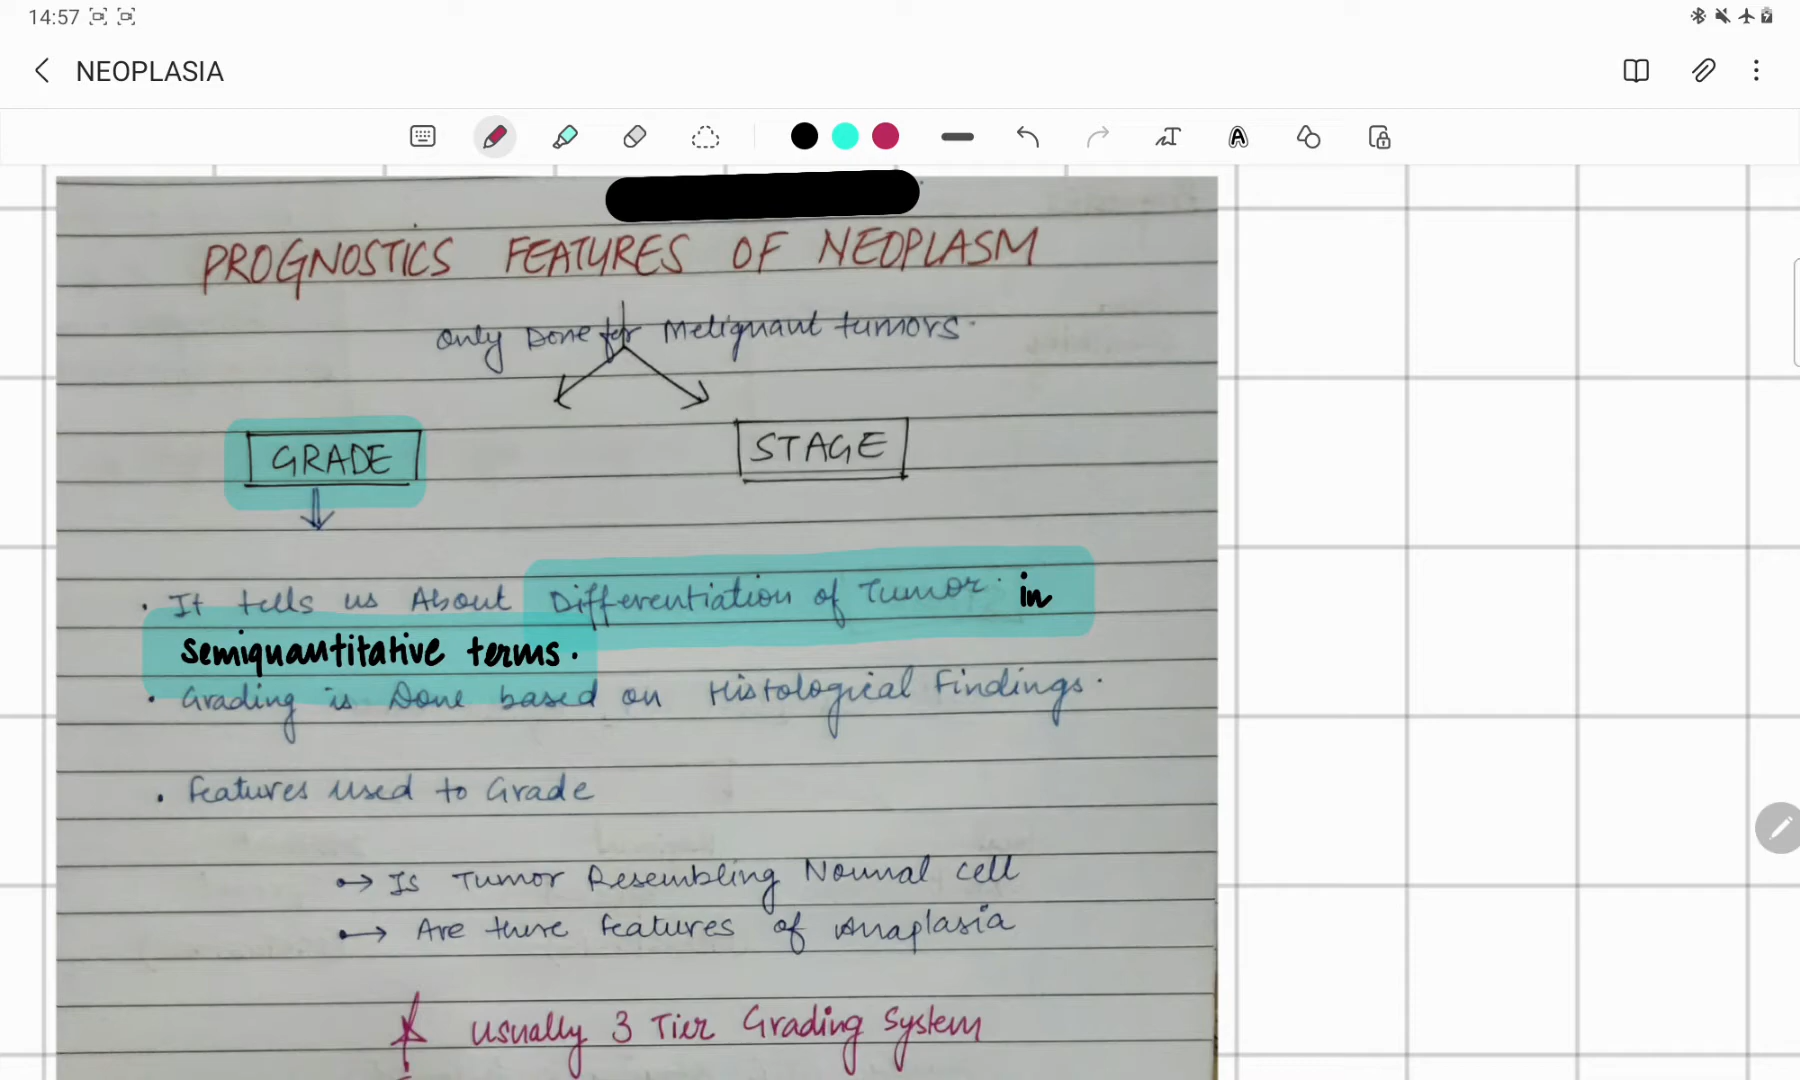 14:57
NEOPLASIA
PROGNOSTICS FEATURES OF NEOPLASM
only Done for Melignant tumors.
GRADE
STAGE
. It tells us About Differentiation of Tumor. in
semiquantitative terms.
. Grading is Done based on Histological Findings.
. Features Used to Grade
→ Is Tumor Resembling Normal cell
→ Are there features of Anaplasia
usually 3 Tier Grading System